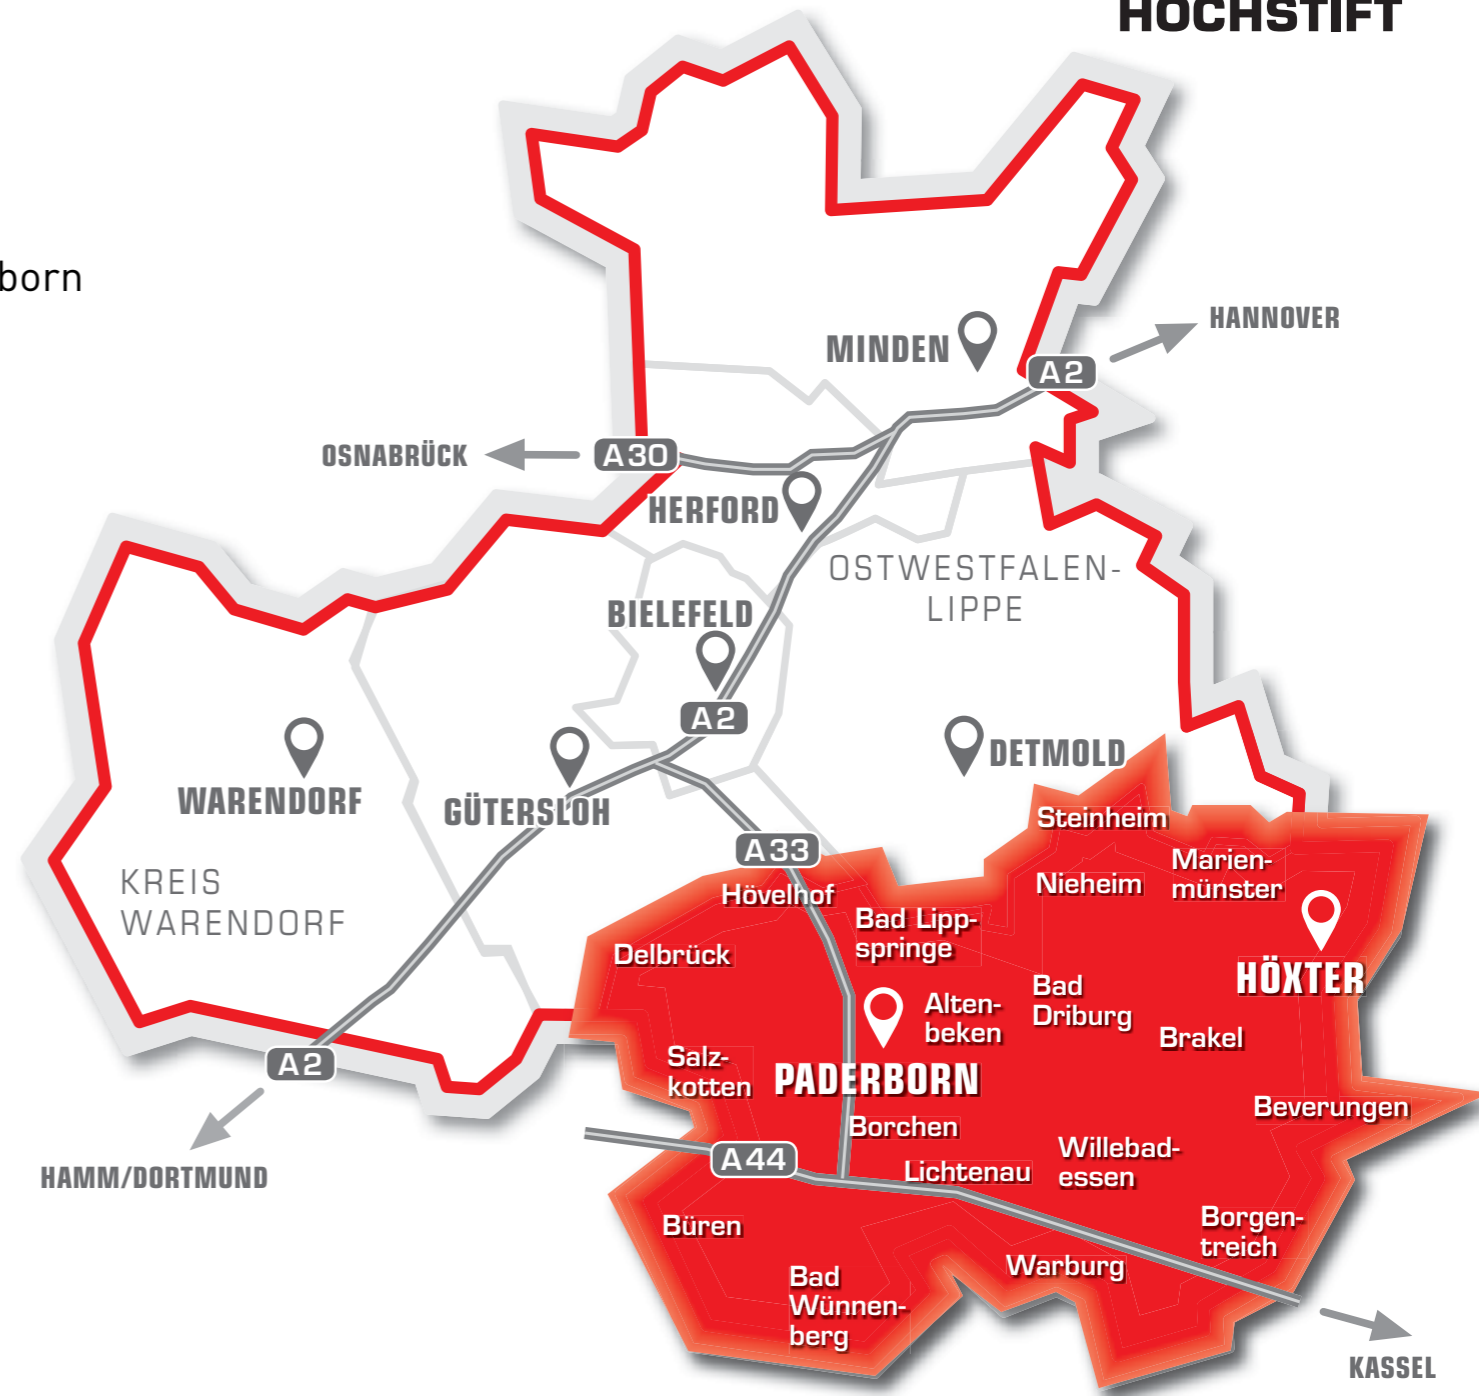 HOCHSTIFT
born
HANNOVER
MINDEN
A2
OSNABRÜCK
A30
HERFORD
OSTWESTFALEN-
LIPPE
BIELEFELD
A2
DETMOLD
WARENDORF
GÜTERSLOH
KREIS
WARENDORF
A33
Steinheim
Marien-
münster
Nieheim
Hövelhof
Bad Lipp-
springe
Delbrück
HÖXTER
Bad
Driburg
Alten-
beken
Brakel
A2
Salz-
kotten
PADERBORN
Beverungen
Borchen
HAMM/DORTMUND
A44
Lichtenau
Willebad-
essen
Büren
Borgen-
treich
Warburg
Bad
Wünnen-
berg
KASSEL